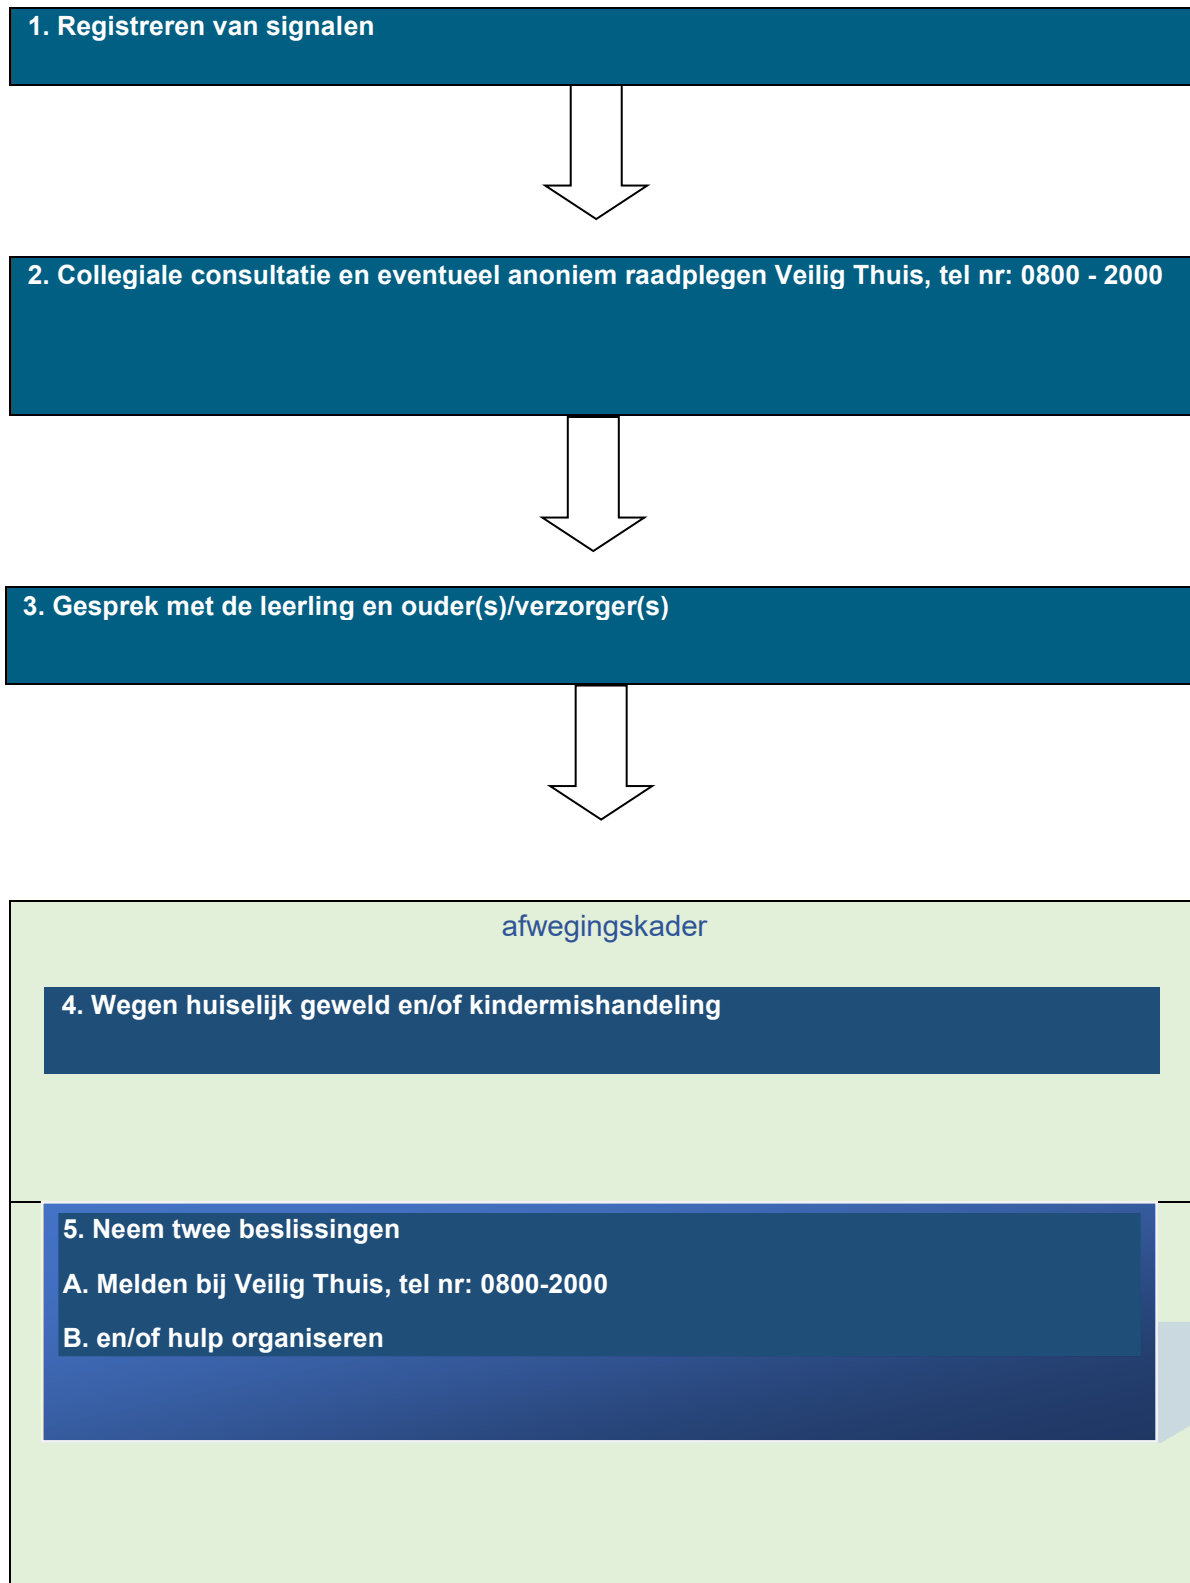 1. Registreren van signalen
2. Collegiale consultatie en eventueel anoniem raadplegen Veilig Thuis, tel nr: 0800 - 2000
3. Gesprek met de leerling en ouder(s)/verzorger(s)
afwegingskader
4. Wegen huiselijk geweld en/of kindermishandeling
5. Neem twee beslissingen
A. Melden bij Veilig Thuis, tel nr: 0800-2000
B. en/of hulp organiseren